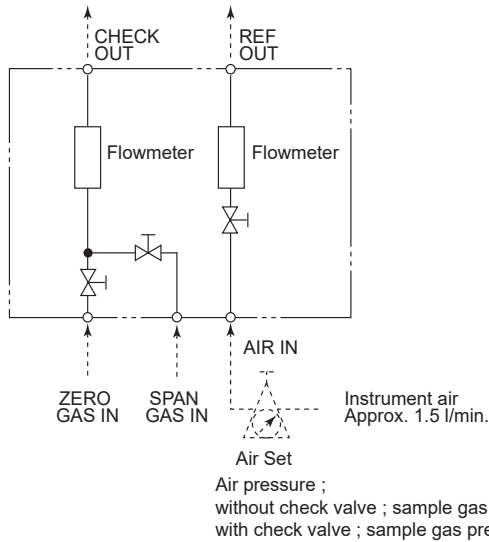 CHECK
OUT
REF
OUT
Flowmeter
Flowmeter
AIR IN
ZERO
GAS IN
SPAN
GAS IN
Instrument air
Approx. 1.5 l/min.
Air Set
Air pressure ;
without check valve ; sample gas
with check valve ; sample gas pre